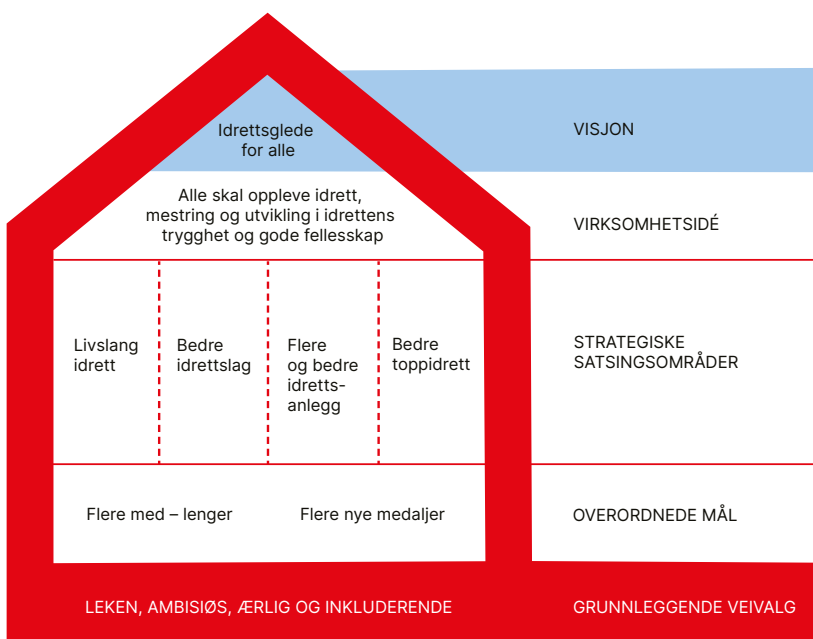 Idrettsglede
for alle
VISJON
Alle skal oppleve idrett,
mestring og utvikling i idrettens
trygghet og gode fellesskap
VIRKSOMHETSIDÉ
Livslang
idrett
Bedre
idrettslag
Flere
og bedre
idretts-
anlegg
Bedre
toppidrett
STRATEGISKE
SATSINGSOMRÅDER
Flere med – lenger
Flere nye medaljer
OVERORDNEDE MÅL
LEKEN, AMBISIØS, ÆRLIG OG INKLUDERENDE
GRUNNLEGGENDE VEIVALG